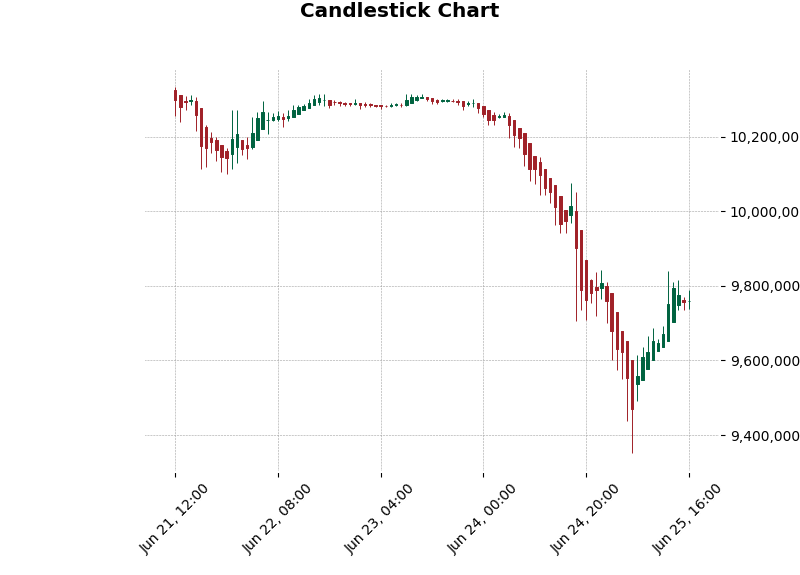 Candlestick Chart
10,200,00
10,000,00
9,800,000
9,600,000
9,400,000
Jun 21, 12:00
Jun 22, 08:00
Jun 23, 04:00
Jun 24, 00:00
Jun 24, 20:00
Jun 25, 16:00